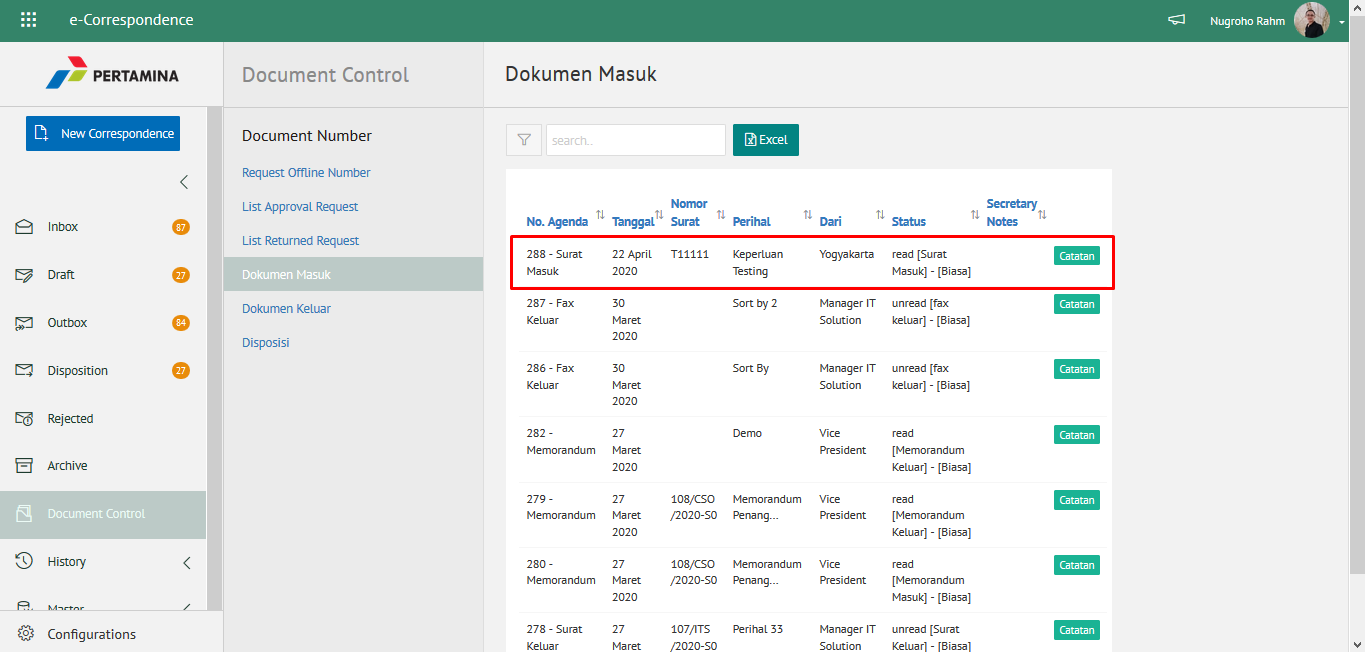 e-Correspondence
Nugroho Rahm
PERTAMINA
Document Control
Dokumen Masuk
New Correspondence
Inbox 87
Draft 27
Outbox 84
Disposition 27
Rejected
Archive
Document Control
History
Master
Configurations
Document Number
Request Offline Number
List Approval Request
List Returned Request
Dokumen Masuk
Dokumen Keluar
Disposisi
search..
Excel
Nomor Secretary
No. Agenda Tanggal Surat Perihal Dari Status Notes
288 - Surat 22 April T11111 Keperluan Yogyakarta read [Surat Catatan
Masuk 2020 Testing Masuk] - [Biasa]
287 - Fax 30 Sort by 2 Manager IT unread [fax Catatan
Keluar Maret Solution keluar] - [Biasa]
2020
286 - Fax 30 Sort By Manager IT unread [fax Catatan
Keluar Maret Solution keluar] - [Biasa]
2020
282 - 27 Demo Vice read Catatan
Memorandum Maret President [Memorandum
2020 Keluar] - [Biasa]
279 - 27 108/CSO Memorandum Vice read Catatan
Memorandum Maret /2020-S0 Penang... President [Memorandum
2020 Keluar] - [Biasa]
280 - 27 108/CSO Memorandum Vice read Catatan
Memorandum Maret /2020-S0 Penang... President [Memorandum
2020 Masuk] - [Biasa]
278 - Surat 27 107/ITS Perihal 33 Manager IT unread [Surat Catatan
Keluar Maret /2020-S0 Solution Keluar] - [Biasa]